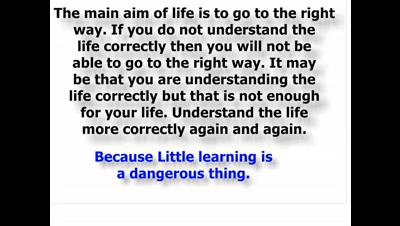 The main aim of life is to go to the right
way. If you do not understand the
life correctly then you will not be
able to go to the right way. It may
be that you are understanding the
life correctly but that is not enough
for your life. Understand the life
more correctly again and again.
Because Little learning is
a dangerous thing.